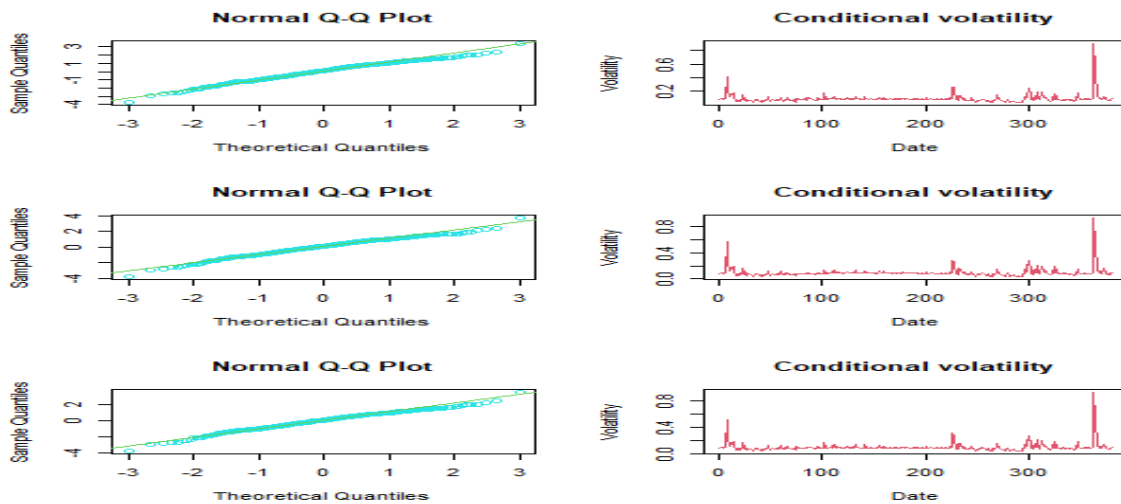 Normal Q-Q Plot
Conditional volatility
Sample Quantiles
-4 -1 1 3
Volatility
0.2 0.6
-3 -2 -1 0 1 2 3
0 100 200 300
Theoretical Quantiles
Date
Normal Q-Q Plot
Conditional volatility
Sample Quantiles
-4 0 2 4
Volatility
0.0 0.4 0.8
-3 -2 -1 0 1 2 3
0 100 200 300
Theoretical Quantiles
Date
Normal Q-Q Plot
Conditional volatility
Sample Quantiles
-4 0 2
Volatility
0.0 0.4 0.8
-3 -2 -1 0 1 2 3
0 100 200 300
Theoretical Quantiles
Date